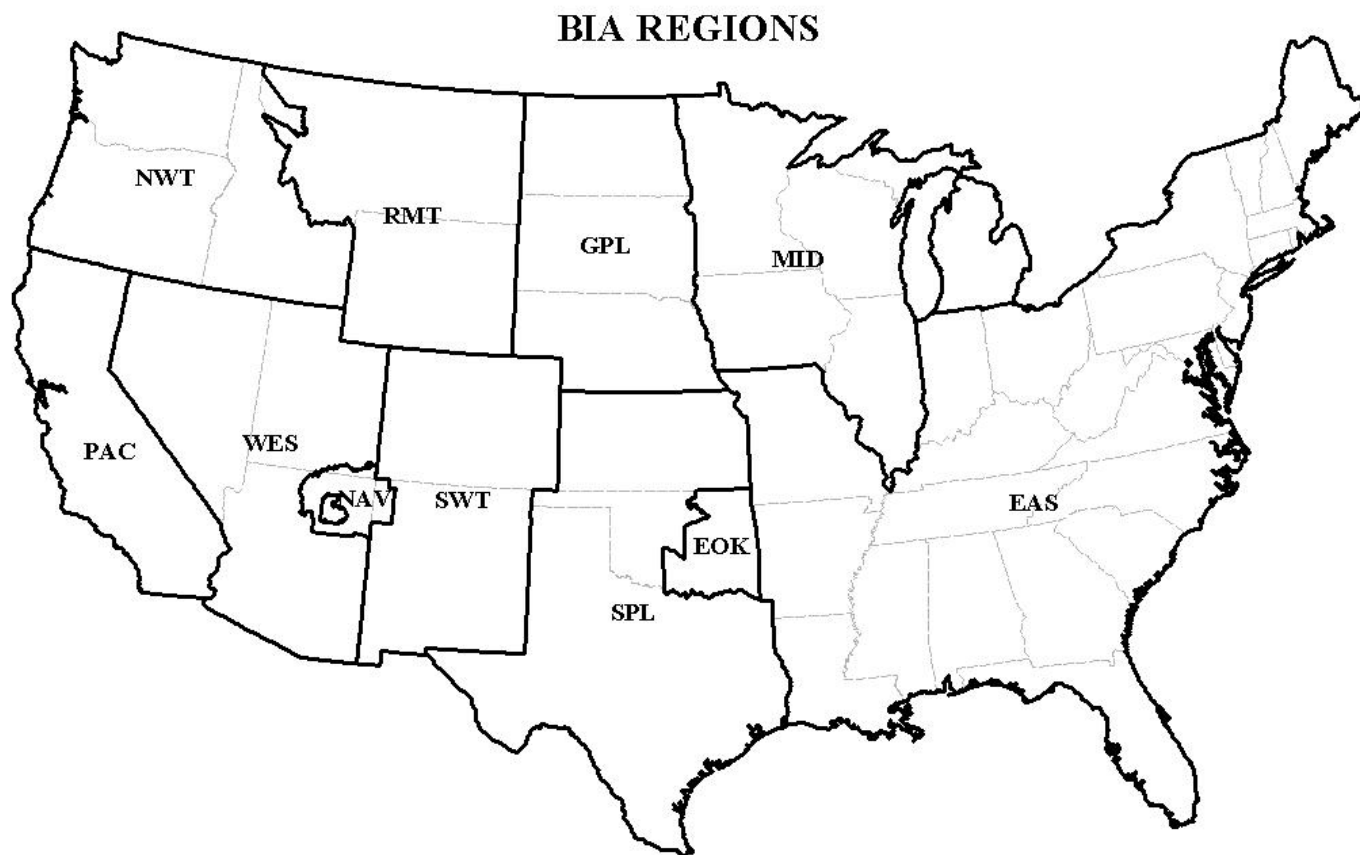 BIA REGIONS
NWT
RMT
GPL
MID
PAC
WES
NAV
SWT
EOK
EAS
SPL